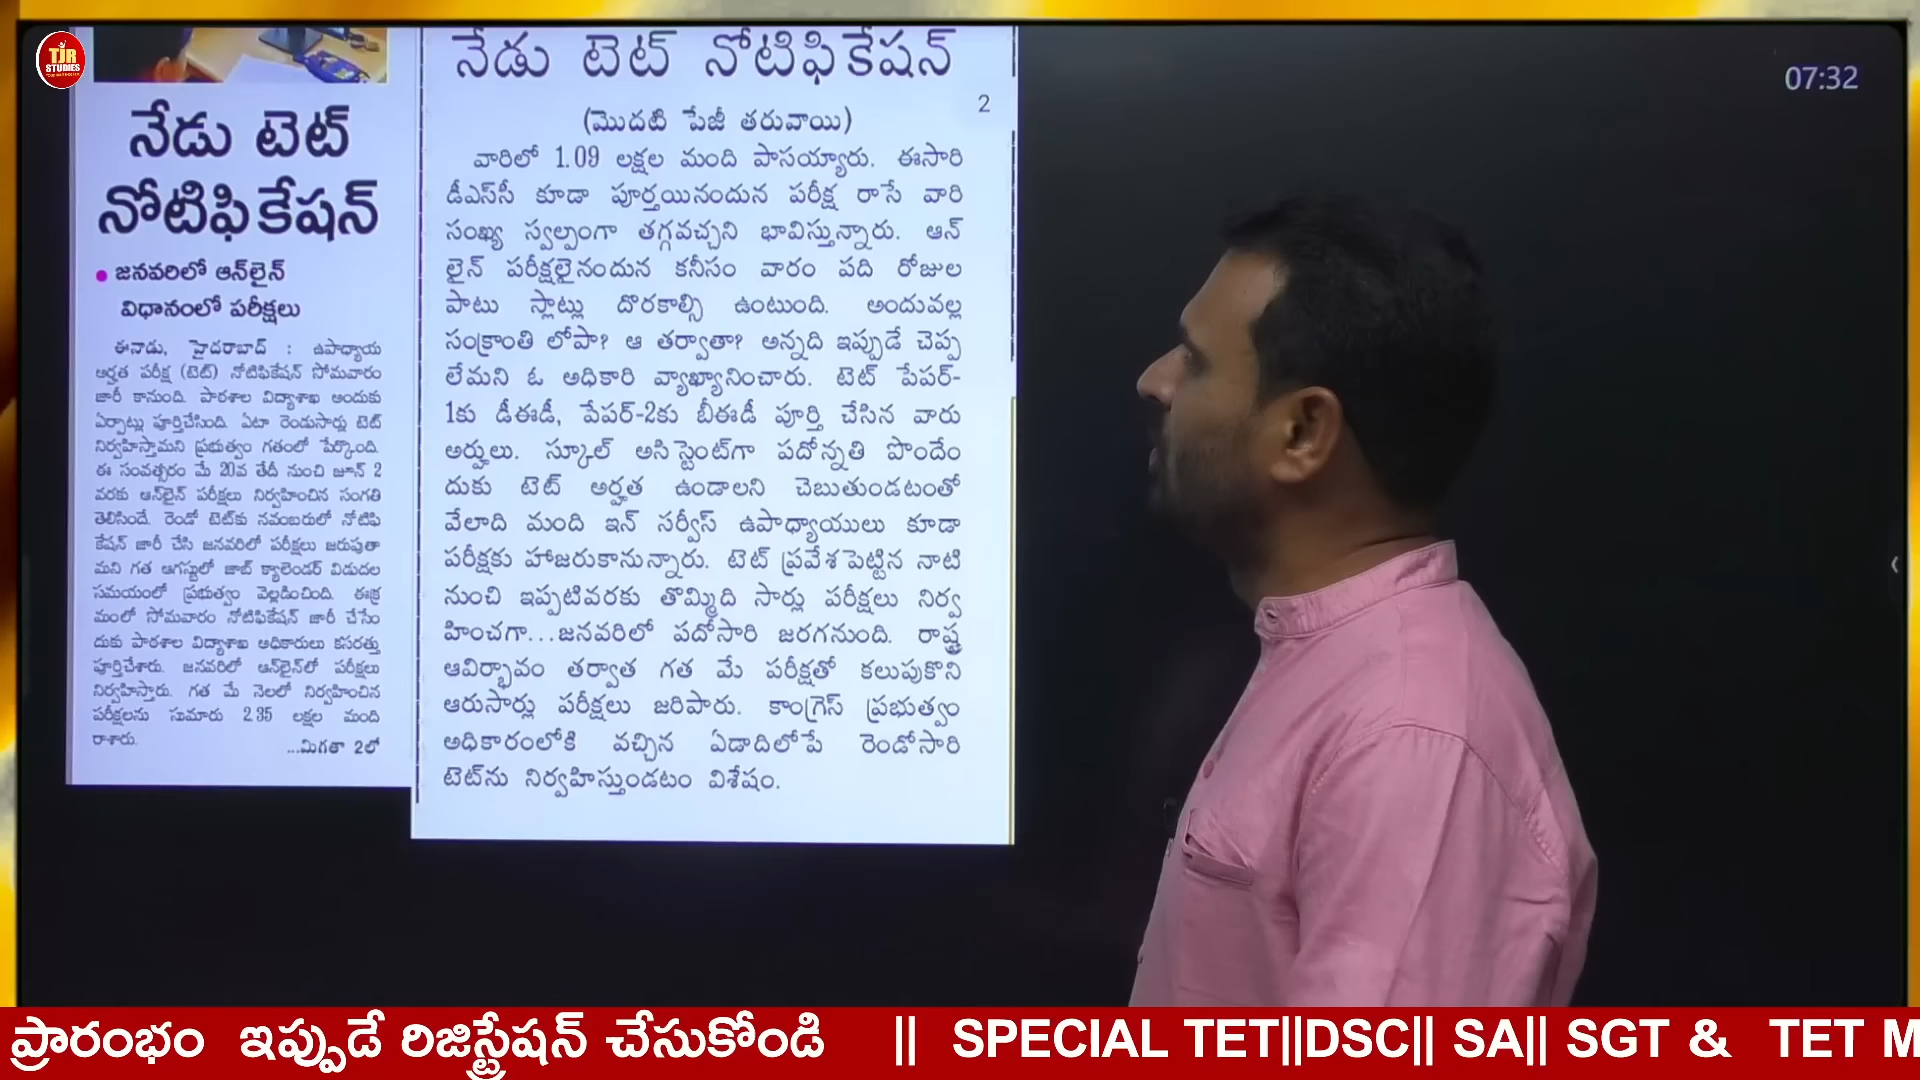 TJR
STUDIES
నేడు టెట్
నోటిఫికేషన్
• జనవరిలో ఆన్‌లైన్
విధానంలో పరీక్షలు
ఈనాడు, హైదరాబాద్ : ఉపాధ్యాయ
అర్హత పరీక్ష (టెట్) నోటిఫికేషన్ సోమవారం
జారీ కానుంది. పాఠశాల విద్యాశాఖ అందుకు
ఏర్పాట్లు పూర్తిచేసింది. ఏటా రెండుసార్లు టెట్
నిర్వహిస్తామని ప్రభుత్వం గతంలో పేర్కొంది.
ఈ సంవత్సరం మే 20వ తేదీ నుంచి జూన్ 2
వరకు ఆన్‌లైన్ పరీక్షలు నిర్వహించిన సంగతి
తెలిసిందే. రెండో టెట్‌కు నవంబరులో నోటిఫి
కేషన్ జారీ చేసి జనవరిలో పరీక్షలు జరుపుతా
మని గత ఆగస్టులో జాబ్ క్యాలెండర్ విడుదల
సమయంలో ప్రభుత్వం వెల్లడించింది. ఈక్ర
మంలో సోమవారం నోటిఫికేషన్ జారీ చేసేం
దుకు పాఠశాల విద్యాశాఖ అధికారులు కసరత్తు
పూర్తిచేశారు. జనవరిలో ఆన్‌లైన్‌లో పరీక్షలు
నిర్వహిస్తారు. గత మే నెలలో నిర్వహించిన
పరీక్షలను సుమారు 2.35 లక్షల మంది
రాశారు.
...మిగతా 2లో
నేడు టెట్ నోటిఫికేషన్
2
(మొదటి పేజీ తరువాయి)
వారిలో 1.09 లక్షల మంది పాసయ్యారు. ఈసారి
డీఎస్‌సీ కూడా పూర్తయినందున పరీక్ష రాసే వారి
సంఖ్య స్వల్పంగా తగ్గవచ్చని భావిస్తున్నారు. ఆన్
లైన్ పరీక్షలైనందున కనీసం వారం పది రోజుల
పాటు స్లాట్లు దొరకాల్సి ఉంటుంది. అందువల్ల
సంక్రాంతి లోపా? ఆ తర్వాతా? అన్నది ఇప్పుడే చెప్ప
లేమని ఓ అధికారి వ్యాఖ్యానించారు. టెట్ పేపర్-
1కు డీఈడీ, పేపర్-2కు బీఈడీ పూర్తి చేసిన వారు
అర్హులు. స్కూల్ అసిస్టెంట్‌గా పదోన్నతి పొందేం
దుకు టెట్ అర్హత ఉండాలని చెబుతుండటంతో
వేలాది మంది ఇన్ సర్వీస్ ఉపాధ్యాయులు కూడా
పరీక్షకు హాజరుకానున్నారు. టెట్ ప్రవేశపెట్టిన నాటి
నుంచి ఇప్పటివరకు తొమ్మిది సార్లు పరీక్షలు నిర్వ
హించగా...జనవరిలో పదోసారి జరగనుంది. రాష్ట్ర
ఆవిర్భావం తర్వాత గత మే పరీక్షతో కలుపుకొని
ఆరుసార్లు పరీక్షలు జరిపారు. కాంగ్రెస్ ప్రభుత్వం
అధికారంలోకి వచ్చిన ఏడాదిలోపే రెండోసారి
టెట్‌ను నిర్వహిస్తుండటం విశేషం.
07:32
ప్రారంభం ఇప్పుడే రిజిస్ట్రేషన్ చేసుకోండి || SPECIAL TET||DSC|| SA|| SGT & TET M